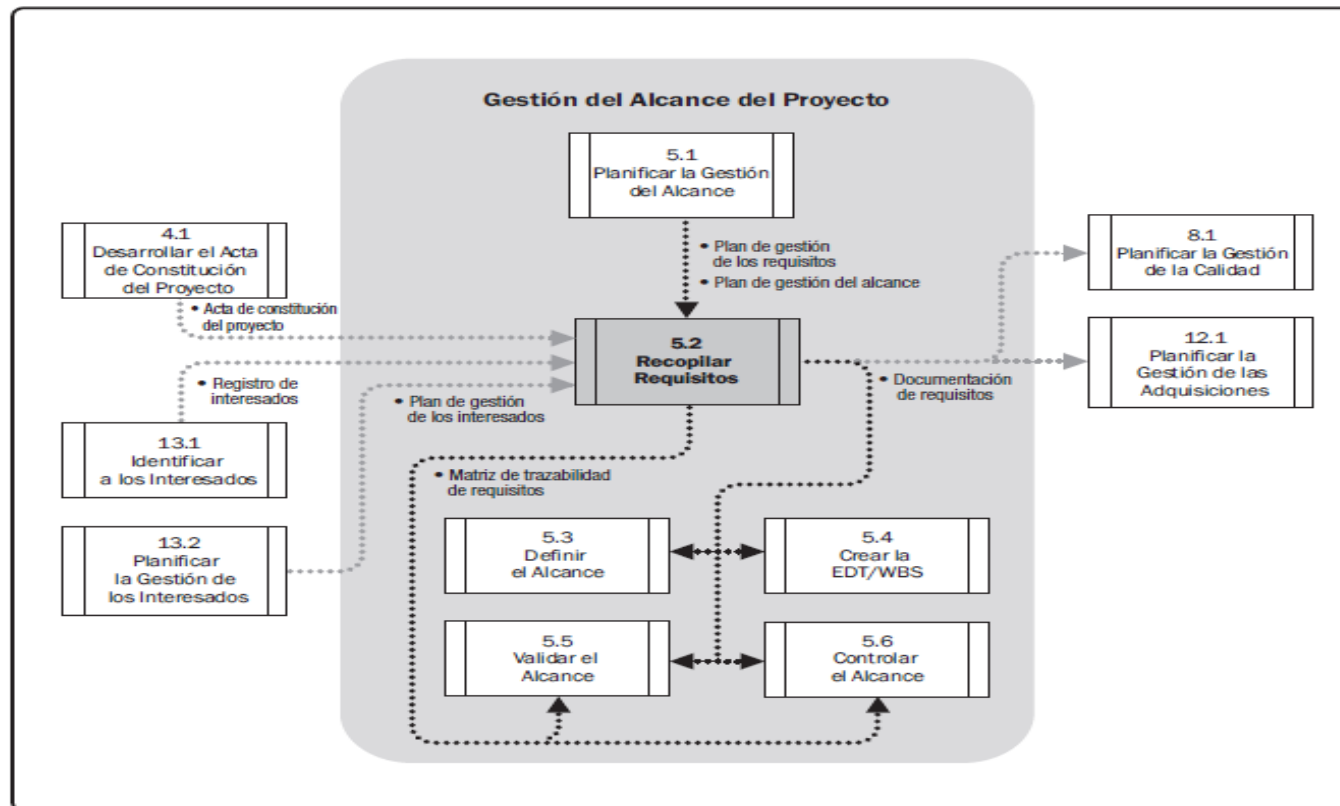 Gestión del Alcance del Proyecto
5.1
Planificar la Gestión
del Alcance
• Plan de gestión
de los requisitos
• Plan de gestión del alcance
4.1
Desarrollar el Acta
de Constitución
del Proyecto
• Acta de constitución
del proyecto
• Registro de
interesados
13.1
Identificar
a los Interesados
13.2
Planificar
la Gestión de
los Interesados
• Plan de gestión
de los interesados
5.2
Recopilar
Requisitos
• Documentación
de requisitos
8.1
Planificar la Gestión
de la Calidad
12.1
Planificar la
Gestión de las
Adquisiciones
• Matriz de trazabilidad
de requisitos
5.3
Definir
el Alcance
5.4
Crear la
EDT/WBS
5.5
Validar el
Alcance
5.6
Controlar
el Alcance